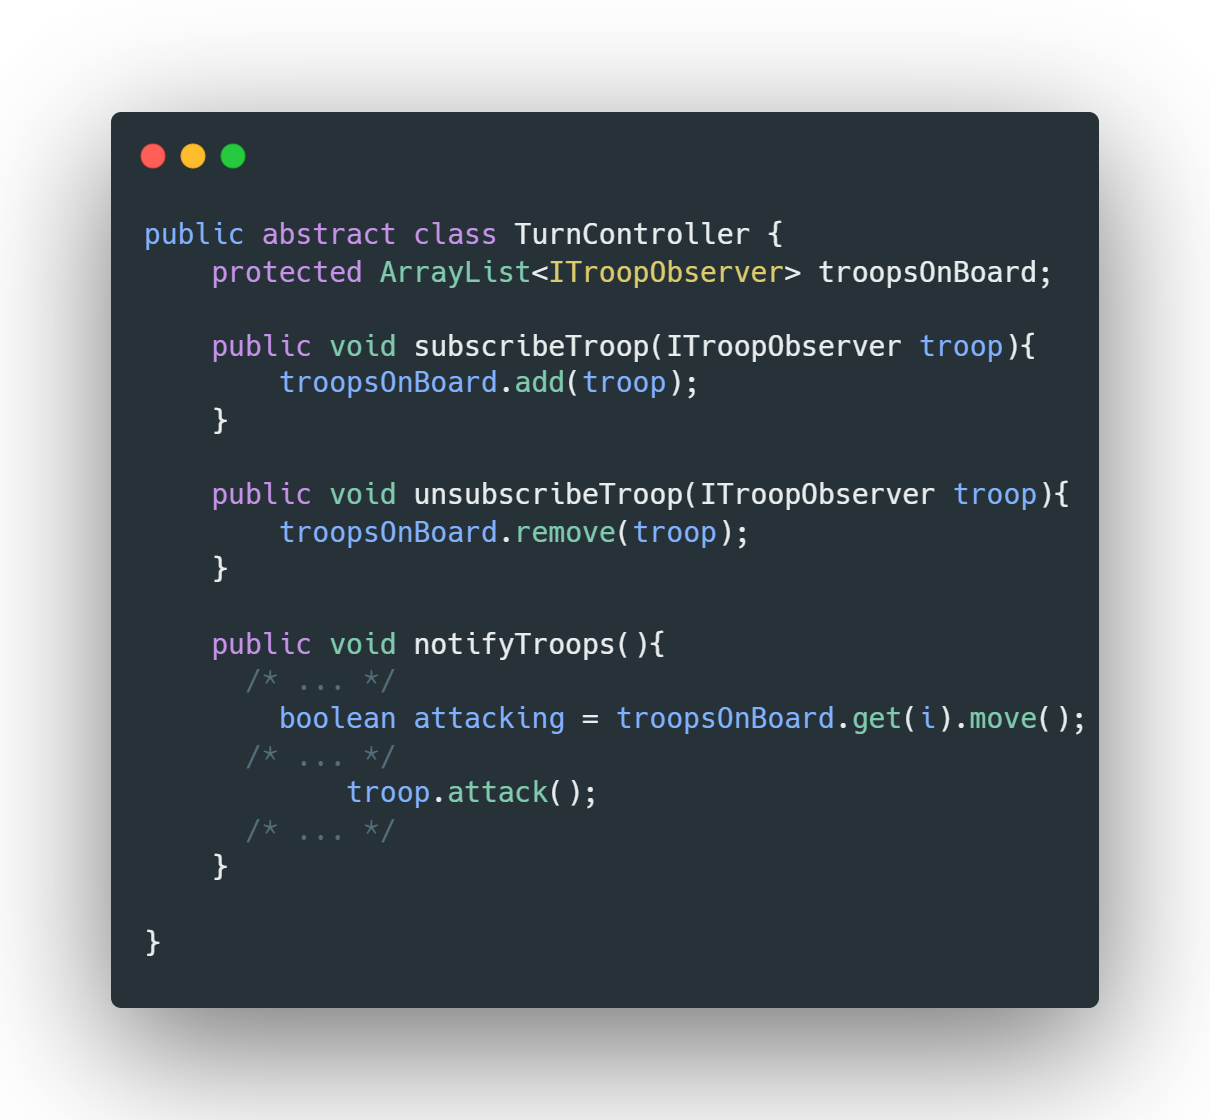 public abstract class TurnController {
    protected ArrayList<ITroopObserver> troopsOnBoard;

    public void subscribeTroop(ITroopObserver troop){
        troopsOnBoard.add(troop);
    }

    public void unsubscribeTroop(ITroopObserver troop){
        troopsOnBoard.remove(troop);
    }

    public void notifyTroops(){
      /* ... */
        boolean attacking = troopsOnBoard.get(i).move();
      /* ... */
            troop.attack();
      /* ... */
    }

}